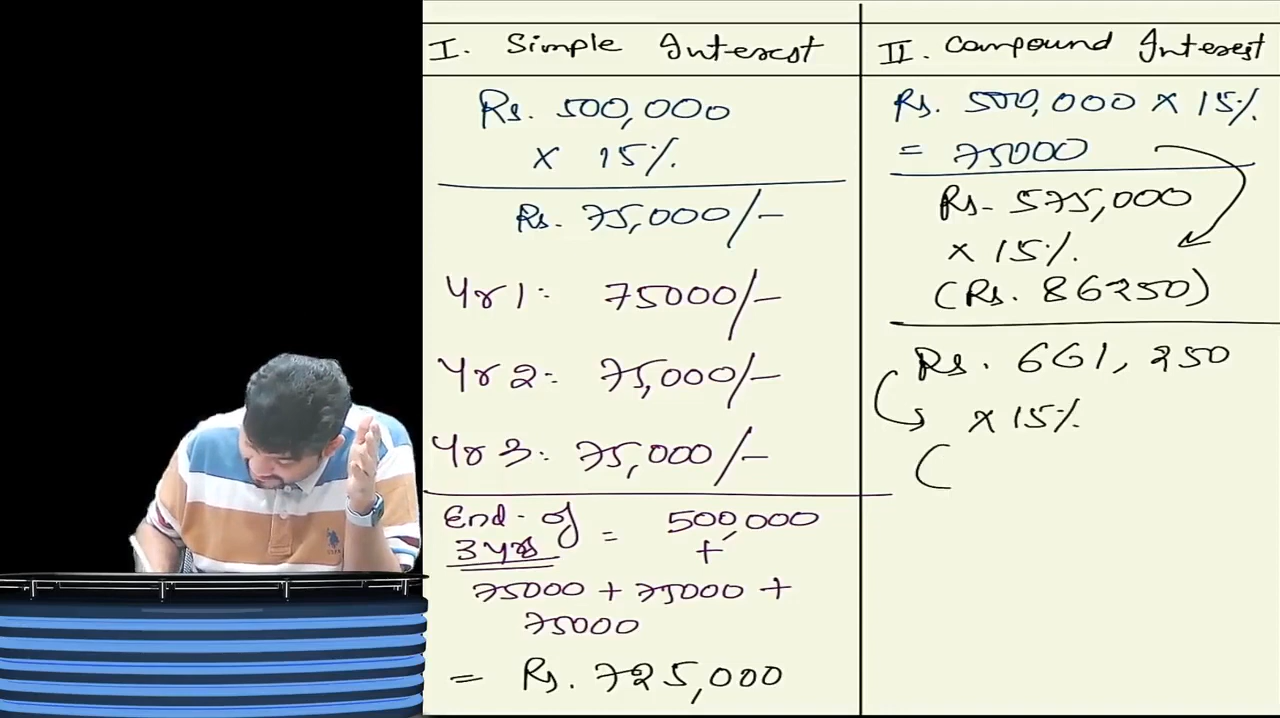 I. Simple Interest
Rs. 500,000
x 15%
Rs. 75,000/-
Yr 1: 75000/-
Yr 2: 75,000/-
Yr 3: 75,000/-
End of = 500,000
3 yrs +
75000 + 75000 +
75000
= Rs. 725,000
II. Compound Interest
Rs. 500,000 x 15%
= 75000
Rs. 575,000
x 15%.
(Rs. 86250)
Rs. 661,250
x 15%
(